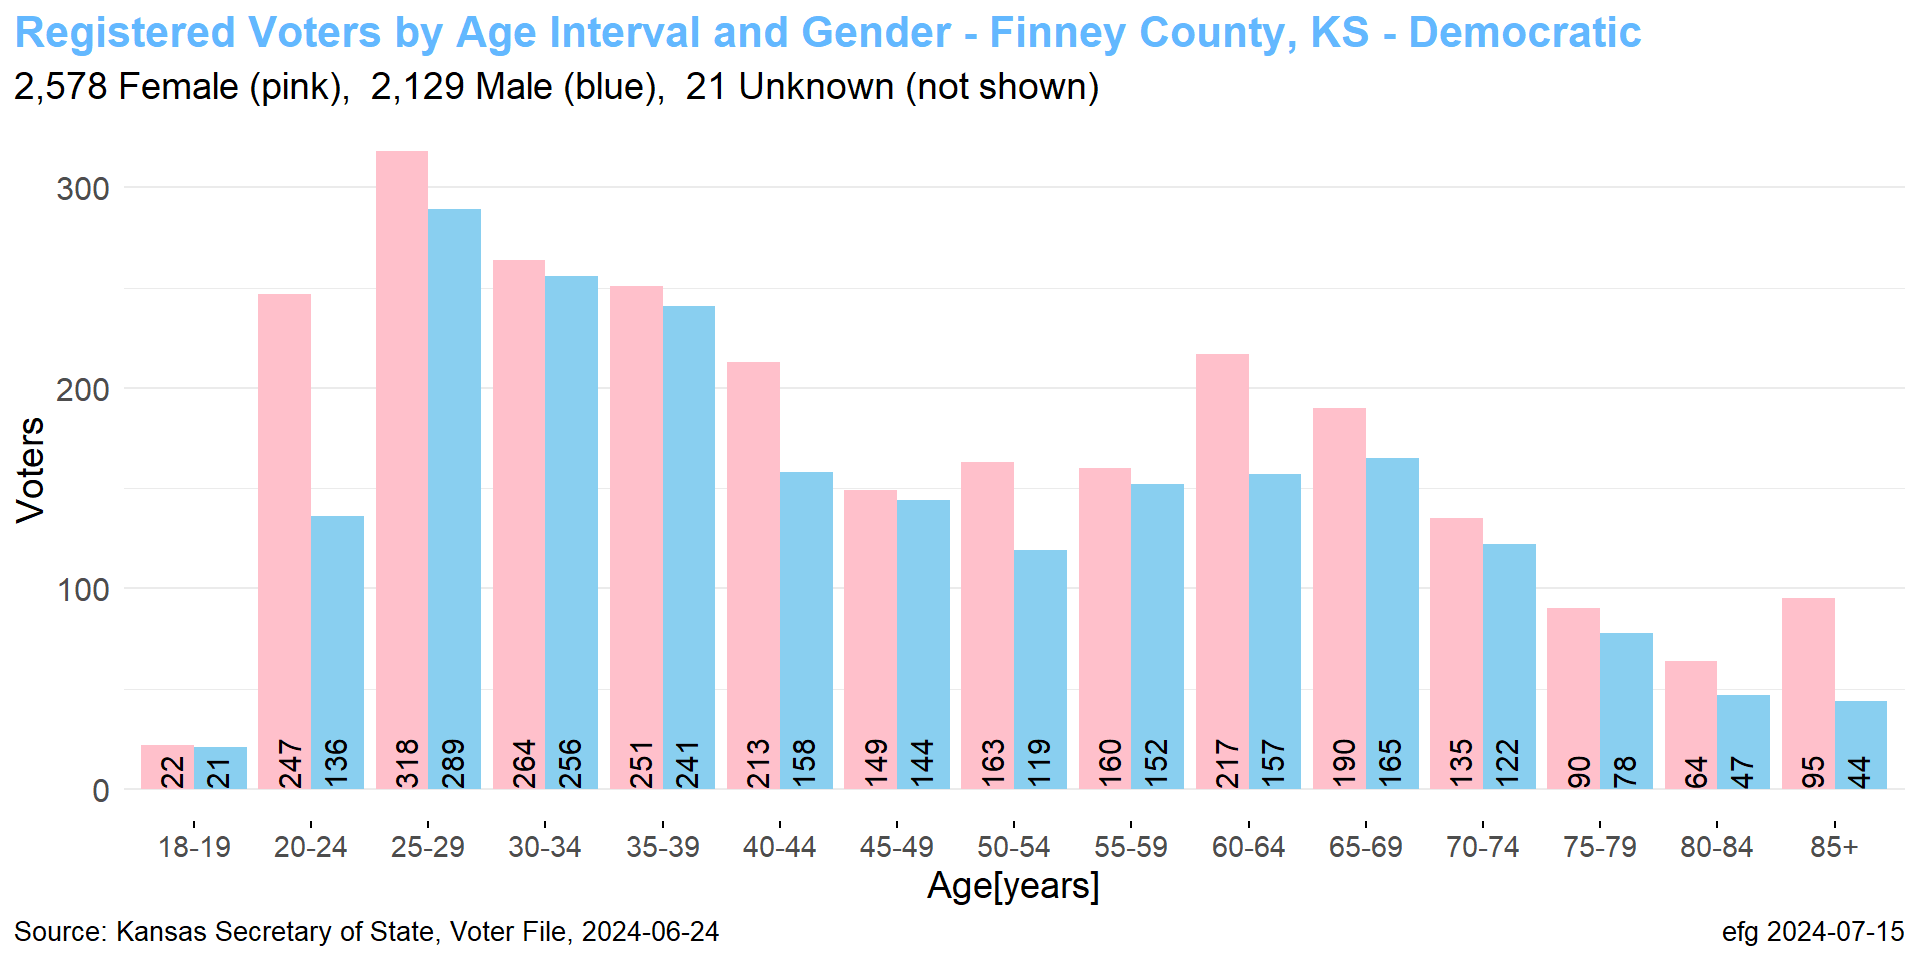 Registered Voters by Age Interval and Gender - Finney County, KS - Democratic
2,578 Female (pink),  2,129 Male (blue),  21 Unknown (not shown)
Voters
300
200
100
0
22 21 247 136 318 289 264 256 251 241 213 158 149 144 163 119 160 152 217 157 190 165 135 122 90 78 64 47 95 44
18-19 20-24 25-29 30-34 35-39 40-44 45-49 50-54 55-59 60-64 65-69 70-74 75-79 80-84 85+
Age[years]
Source: Kansas Secretary of State, Voter File, 2024-06-24
efg 2024-07-15